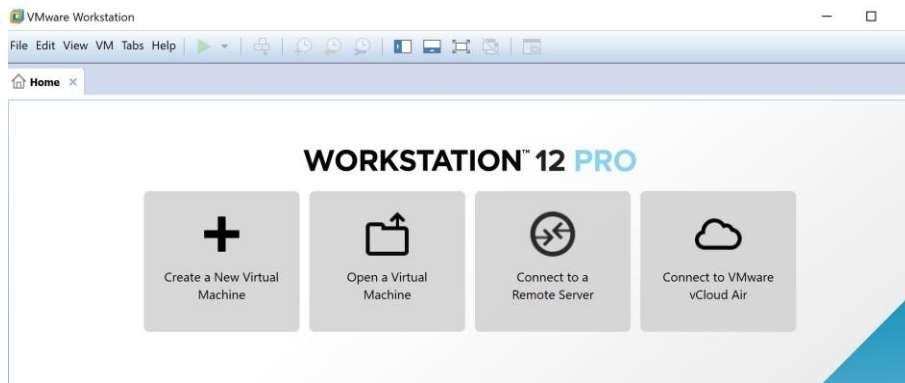 VMware Workstation
File Edit View VM Tabs Help
Home
WORKSTATION™ 12 PRO
Create a New Virtual
Machine
Open a Virtual
Machine
Connect to a
Remote Server
Connect to VMware
vCloud Air